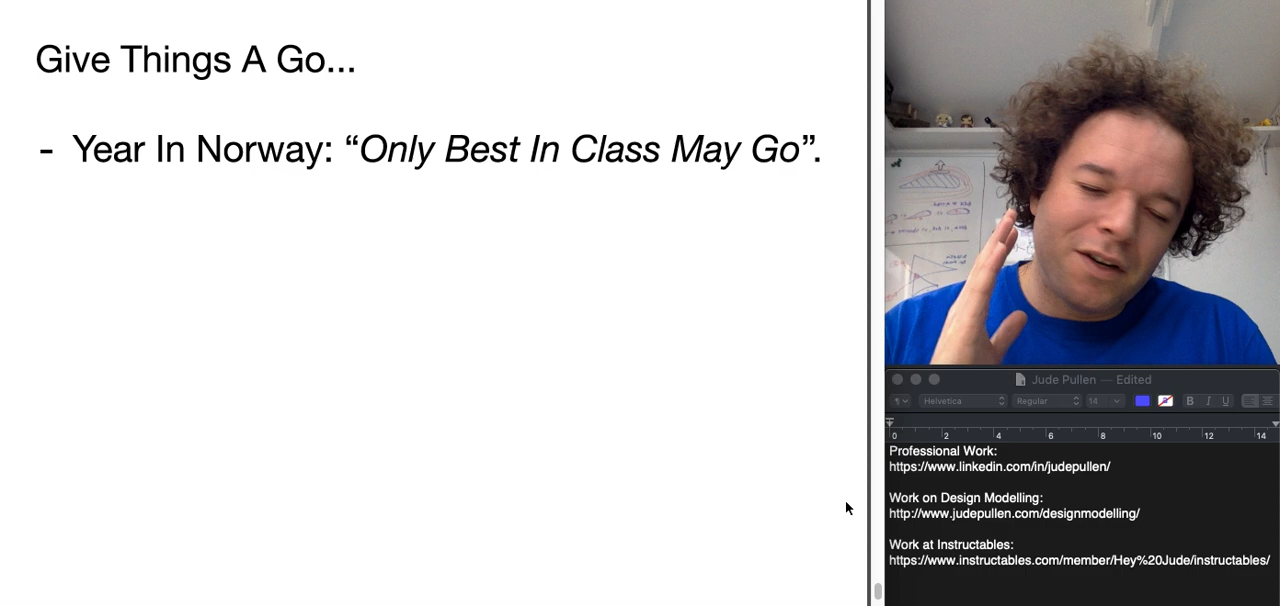 Give Things A Go...
- Year In Norway: “Only Best In Class May Go”.
Jude Pullen — Edited
¶ Helvetica Regular 14 a B I U
0 2 4 6 8 10 12 14
Professional Work:
https://www.linkedin.com/in/judepullen/
Work on Design Modelling:
http://www.judepullen.com/designmodelling/
Work at Instructables:
https://www.instructables.com/member/Hey%20Jude/instructables/